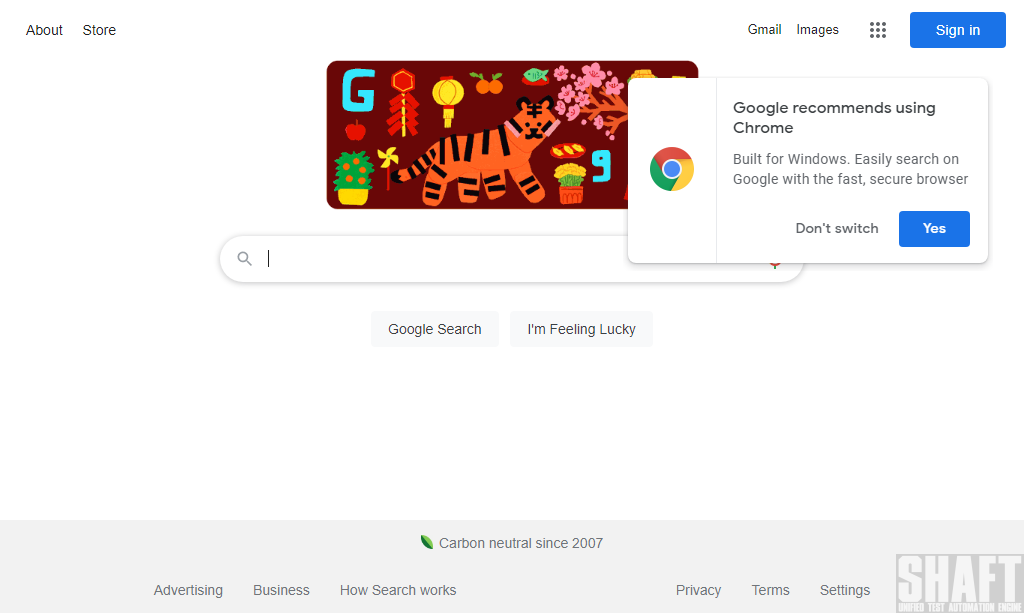 About Store
Gmail Images
Sign in
G
g
Google recommends using
Chrome
Built for Windows. Easily search on
Google with the fast, secure browser
Don't switch
Yes
Google Search
I'm Feeling Lucky
Carbon neutral since 2007
Advertising Business How Search works
Privacy Terms Settings
SHAFT
UNIFIED TEST AUTOMATION ENGINE